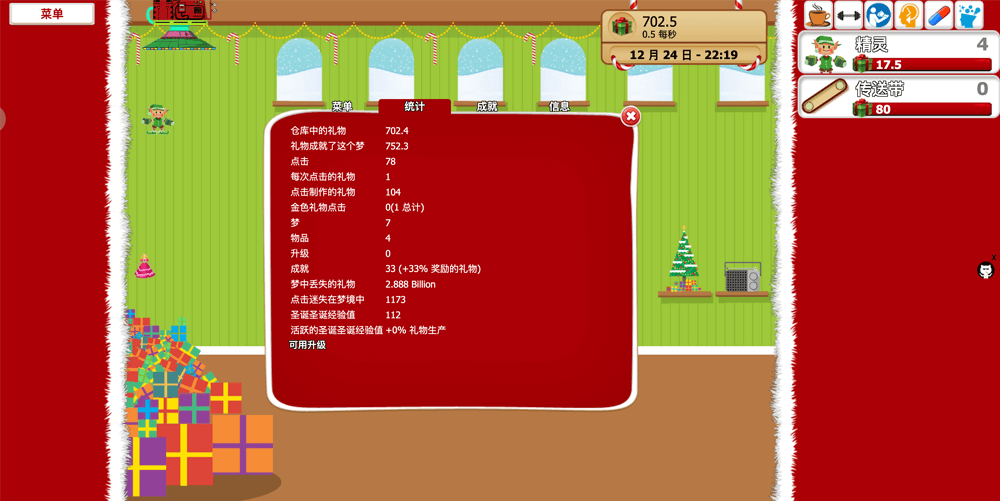 菜单
702.5
0.5 每秒
12 月 24 日 - 22:19
精灵
4
17.5
传送带
0
80
菜单 统计 成就 信息
仓库中的礼物 702.4
礼物成就了这个梦 752.3
点击 78
每次点击的礼物 1
点击制作的礼物 104
金色礼物点击 0(1 总计)
梦 7
物品 4
升级 0
成就 33 (+33% 奖励的礼物)
梦中丢失的礼物 2.888 Billion
点击迷失在梦境中 1173
圣诞圣诞经验值 112
活跃的圣诞圣诞经验值 +0% 礼物生产
可用升级
x